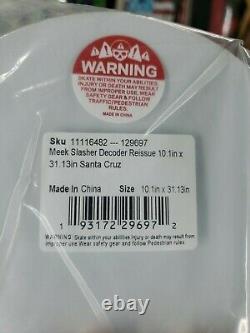 WARNING
SKATE WITHIN YOUR ABILITIES
INJURY OR DEATH MAY RESULT
FROM IMPROPER USE. WEAR
SAFETY GEAR & FOLLOW
TRAFFIC/PEDESTRIAN
RULES.
MADE IN CHINA
Sku 11116482 --- 129697
Meek Slasher Decoder Reissue 10.1in x
31.13in Santa Cruz
Made In China Size 10.1in x 31.13in
1 93172 29697 2
WARNING: Skate within your abilities injury or death may result from
improper use Wear safety gear and follow Pedestrian rules.